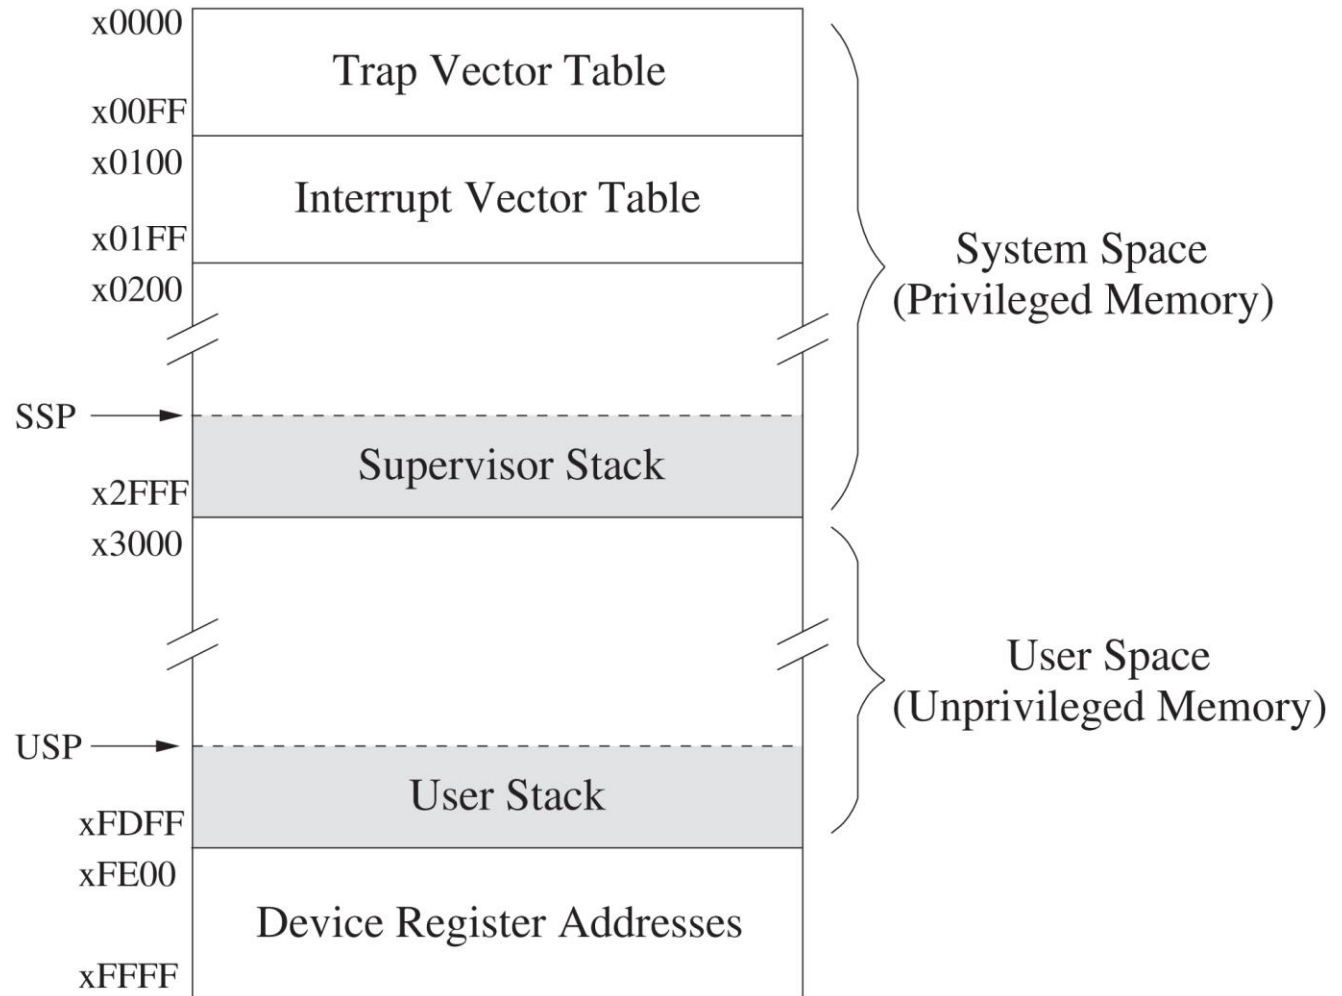 x0000
Trap Vector Table
x00FF
x0100
Interrupt Vector Table
x01FF
x0200
System Space
(Privileged Memory)
SSP
Supervisor Stack
x2FFF
x3000
User Space
(Unprivileged Memory)
USP
User Stack
xFDFF
xFE00
Device Register Addresses
xFFFF